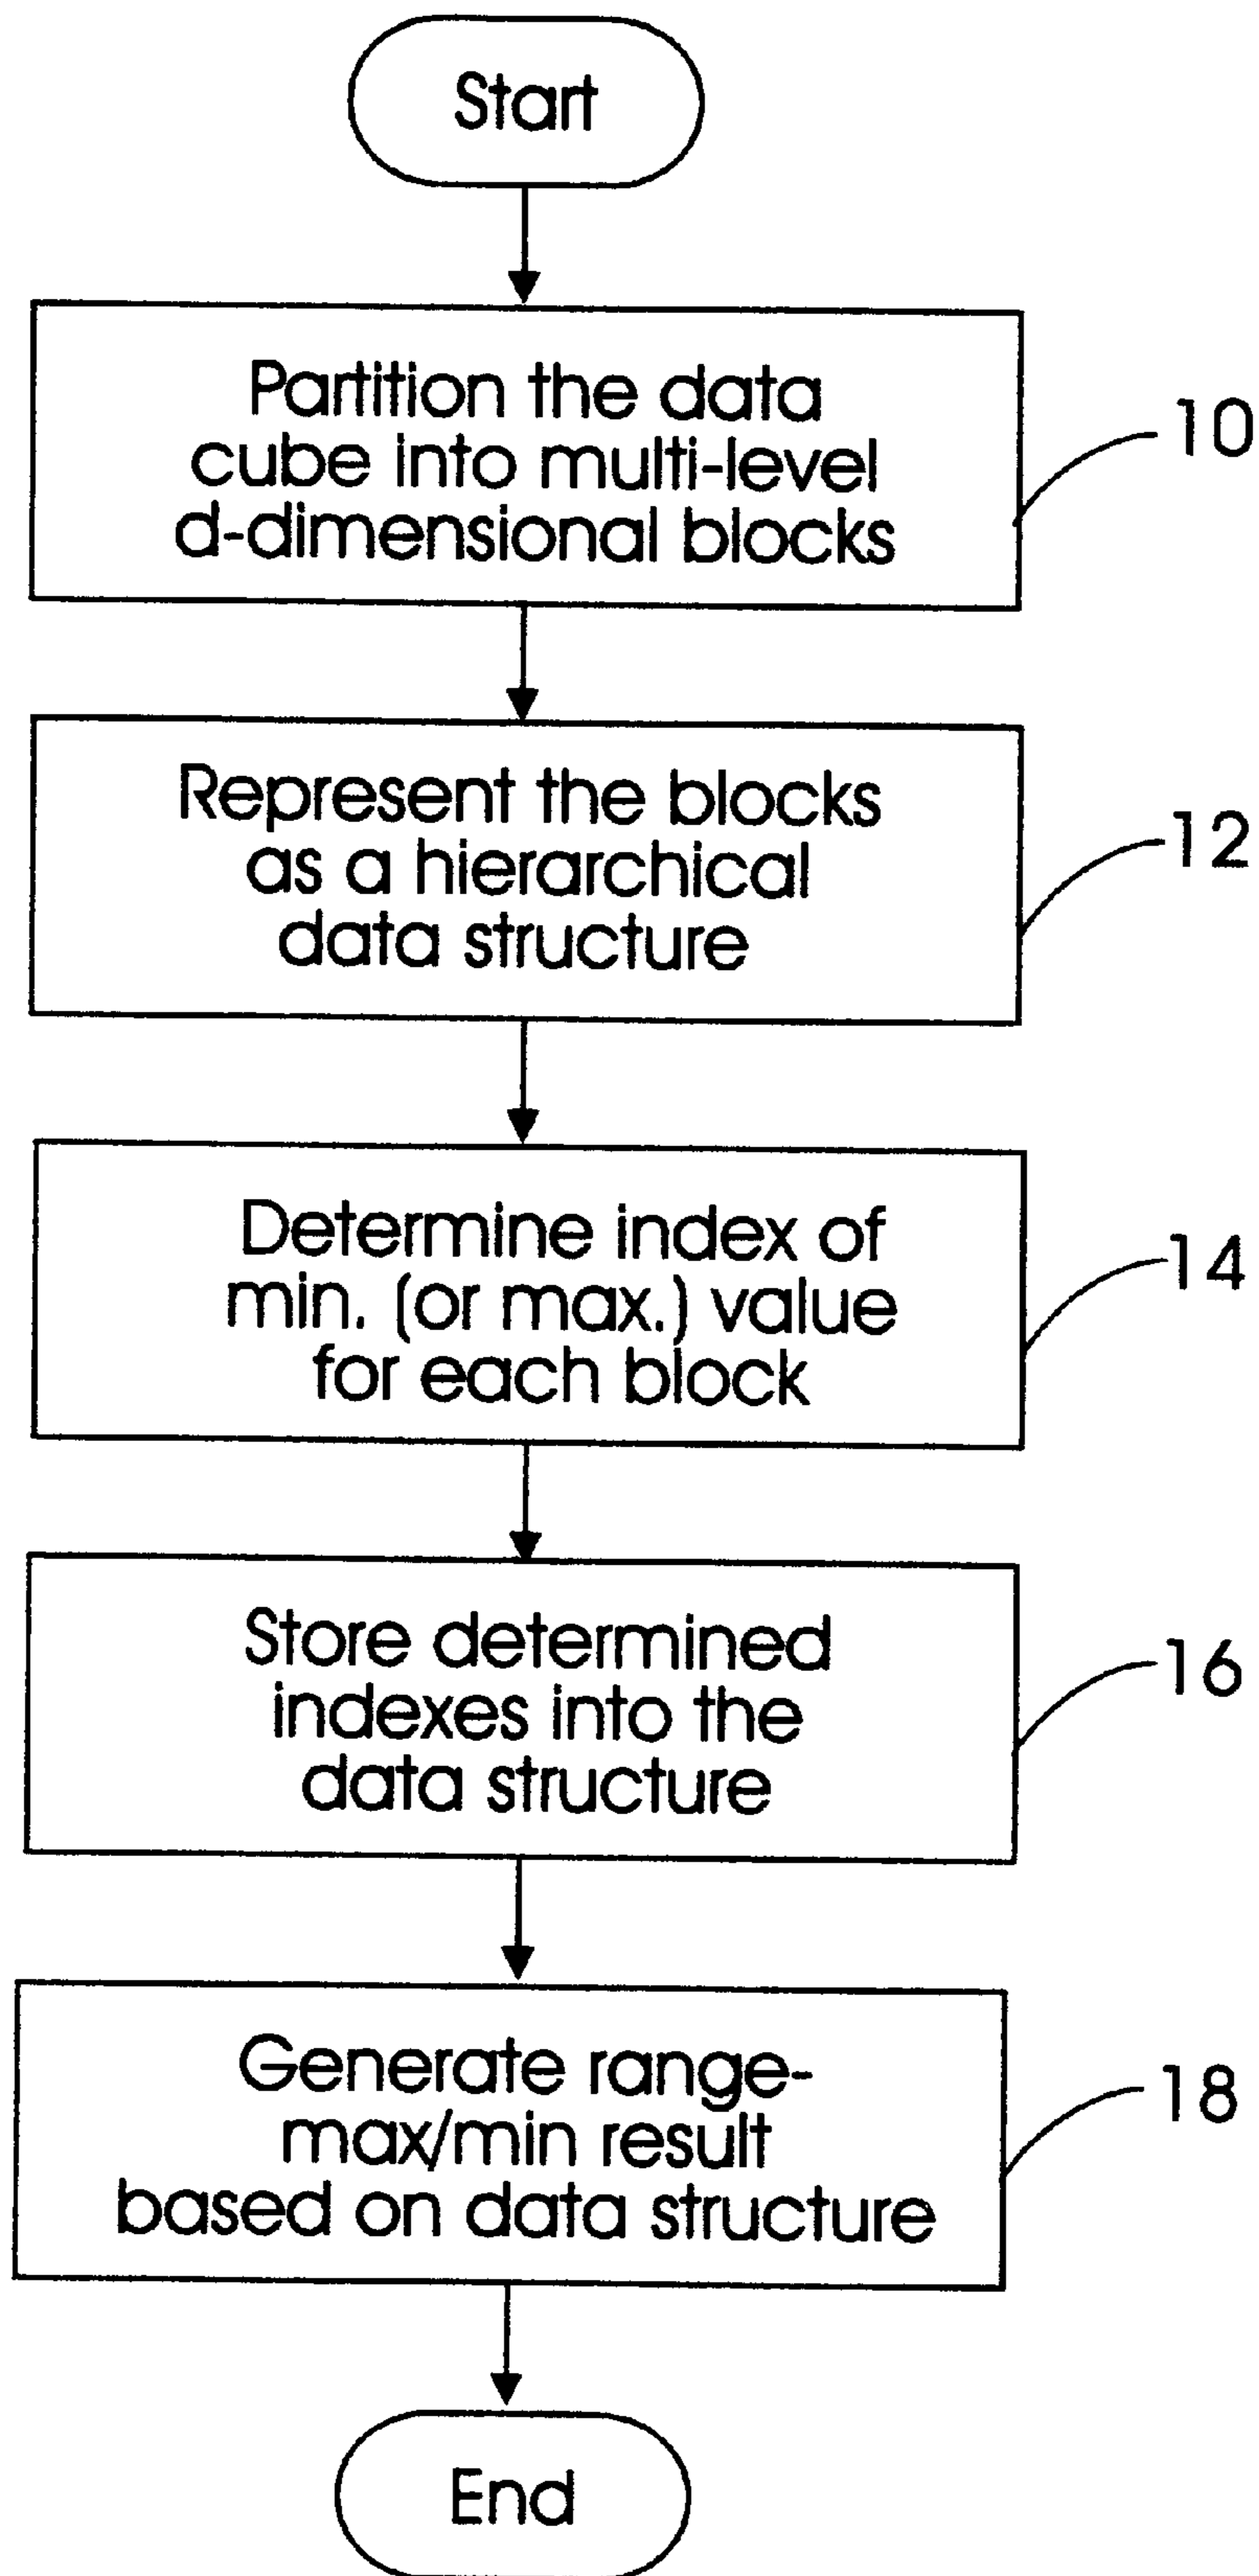 Start
Partition the data
cube into multi-level
d-dimensional blocks
10
Represent the blocks
as a hierarchical
data structure
12
Determine index of
min. (or max.) value
for each block
14
Store determined
indexes into the
data structure
16
Generate range-
max/min result
based on data structure
18
End